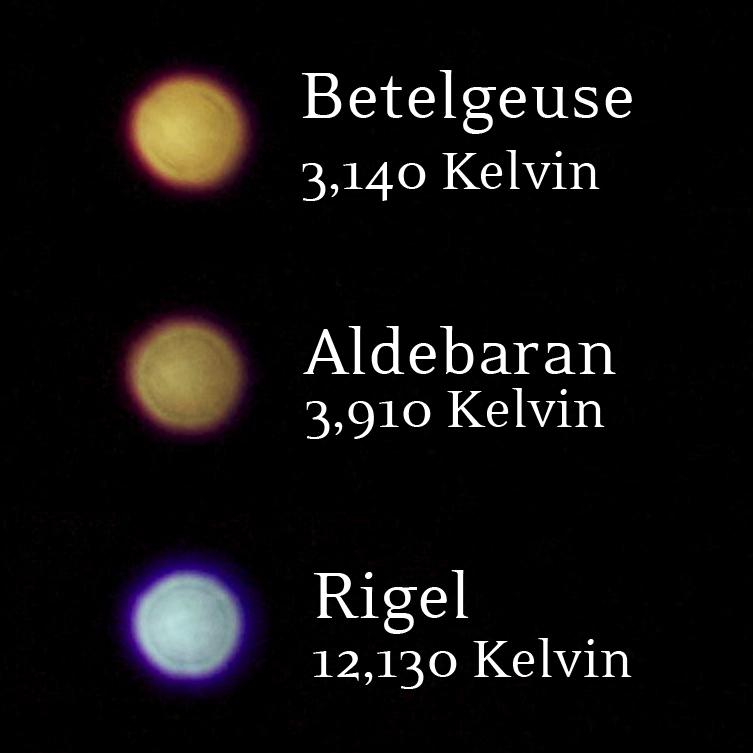 Betelgeuse
3,140 Kelvin
Aldebaran
3,910 Kelvin
Rigel
12,130 Kelvin